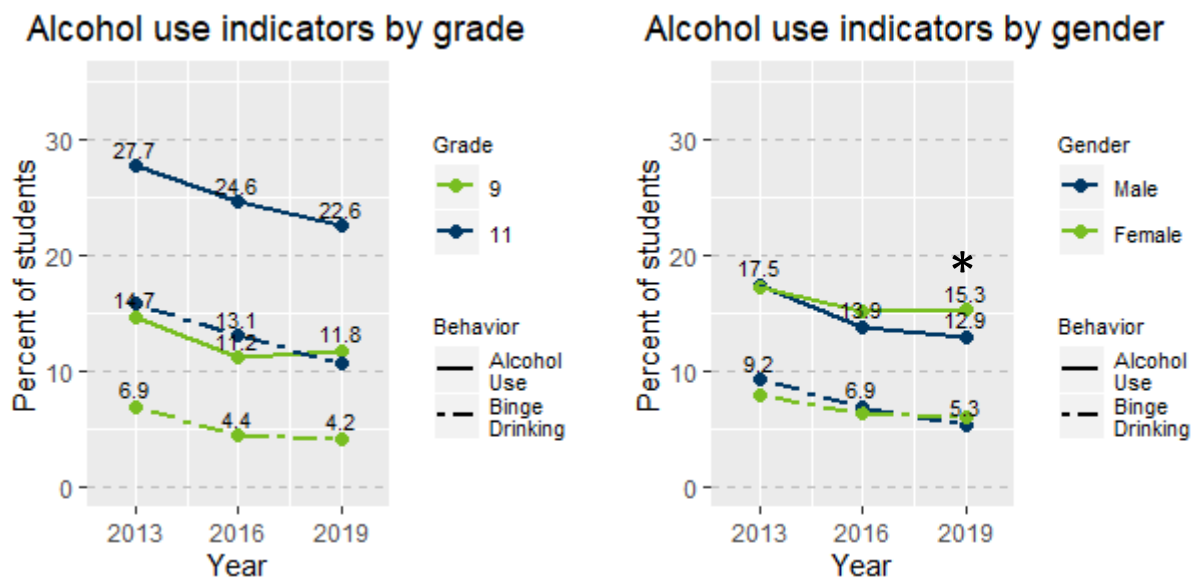 Alcohol use indicators by grade
Percent of students
30
20
10
0
27.7
24.6
22.6
14.7
13.1
11.2
11.8
6.9
4.4
4.2
2013 2016 2019
Year
Grade
9
11
Behavior
Alcohol
Use
Binge
Drinking
Alcohol use indicators by gender
Percent of students
30
20
10
0
*
17.5
13.9
15.3
12.9
9.2
6.9
5.3
2013 2016 2019
Year
Gender
Male
Female
Behavior
Alcohol
Use
Binge
Drinking